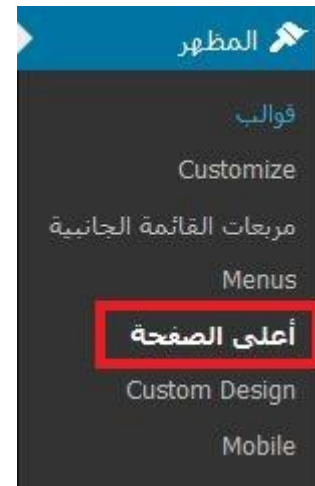 المظهر
قوالب
Customize
مربعات القائمة الجانبية
Menus
أعلى الصفحة
Custom Design
Mobile